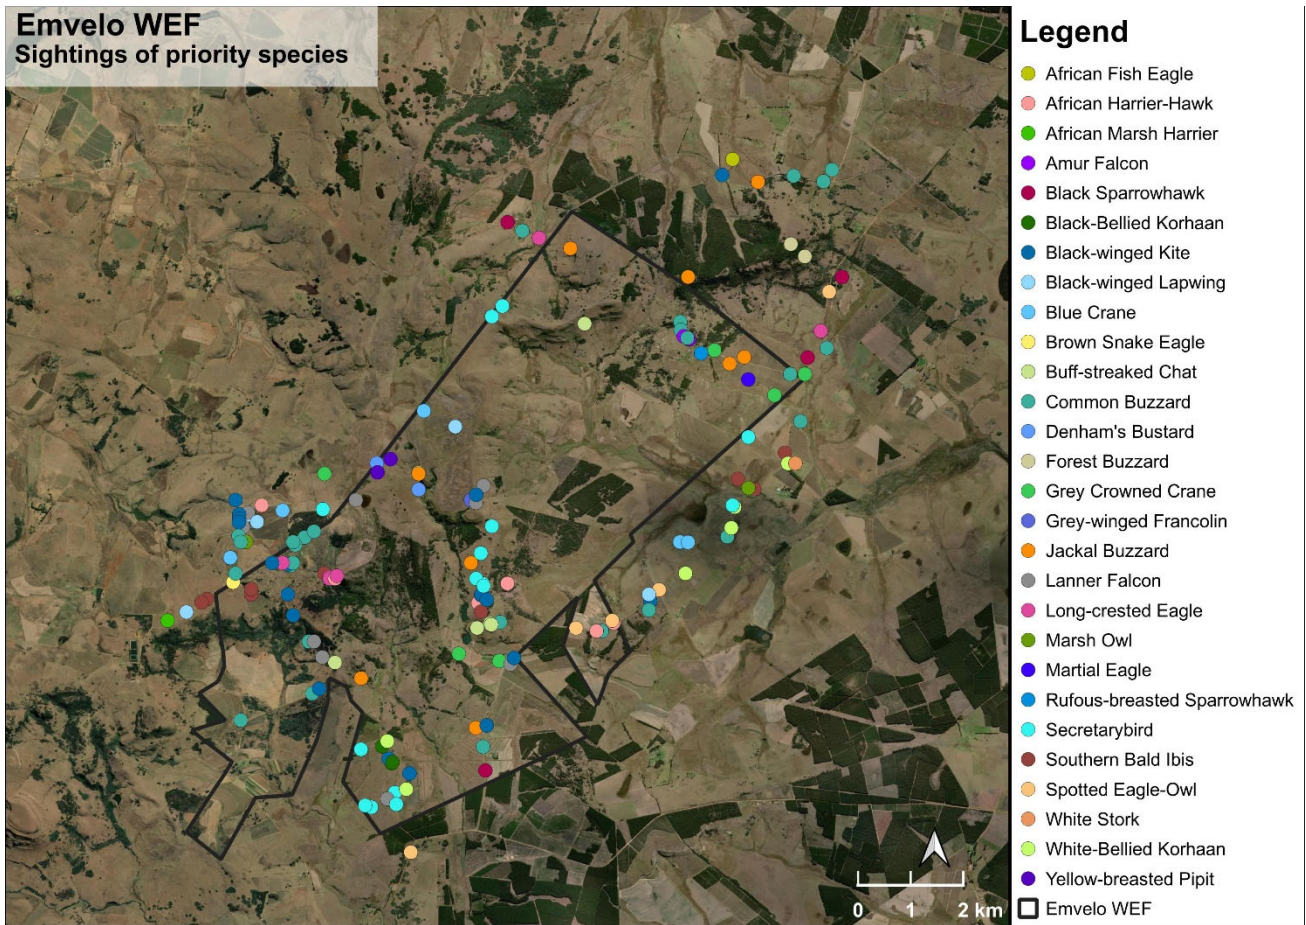 Emvelo WEF
Sightings of priority species
Legend
African Fish Eagle
African Harrier-Hawk
African Marsh Harrier
Amur Falcon
Black Sparrowhawk
Black-Bellied Korhaan
Black-winged Kite
Black-winged Lapwing
Blue Crane
Brown Snake Eagle
Buff-streaked Chat
Common Buzzard
Denham's Bustard
Forest Buzzard
Grey Crowned Crane
Grey-winged Francolin
Jackal Buzzard
Lanner Falcon
Long-crested Eagle
Marsh Owl
Martial Eagle
Rufous-breasted Sparrowhawk
Secretarybird
Southern Bald Ibis
Spotted Eagle-Owl
White Stork
White-Bellied Korhaan
Yellow-breasted Pipit
Emvelo WEF
0 1 2 km